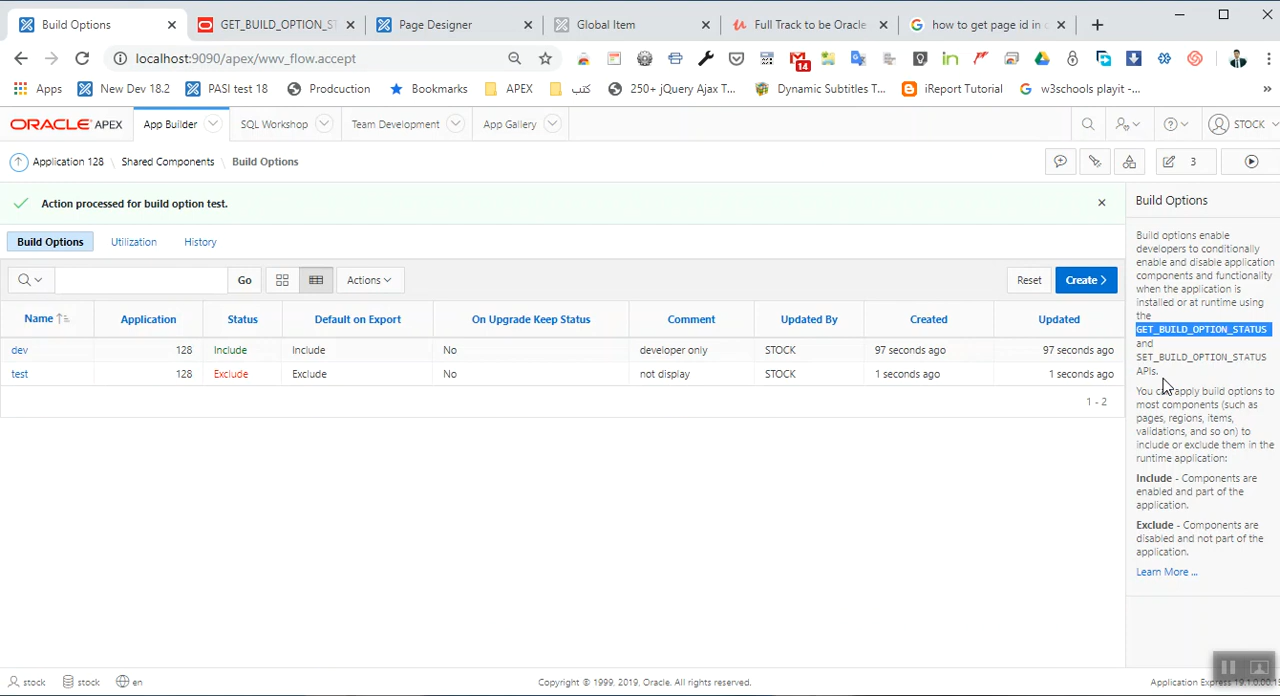 Build Options
GET_BUILD_OPTION_ST
Page Designer
Global Item
Full Track to be Oracle
how to get page id in
localhost:9090/apex/wwv_flow.accept
14
Apps
New Dev 18.2
PASI test 18
Production
Bookmarks
APEX
كتب
250+ jQuery Ajax T...
Dynamic Subtitles T...
iReport Tutorial
w3schools playit -...
»
ORACLE APEX
App Builder
SQL Workshop
Team Development
App Gallery
STOCK
Application 128 \ Shared Components \ Build Options
3
Action processed for build option test.
Build Options
Utilization
History
Go
Actions
Reset
Create
Name
Application
Status
Default on Export
On Upgrade Keep Status
Comment
Updated By
Created
Updated
dev 128 Include Include No developer only STOCK 97 seconds ago 97 seconds ago
test 128 Exclude Exclude No not display STOCK 1 seconds ago 1 seconds ago
1 - 2
Build Options
Build options enable
developers to conditionally
enable and disable application
components and functionality
when the application is
installed or at runtime using
the
GET_BUILD_OPTION_STATUS
and
SET_BUILD_OPTION_STATUS
APIs.
You can apply build options to
most components (such as
pages, regions, items,
validations, and so on) to
include or exclude them in the
runtime application:
Include - Components are
enabled and part of the
application.
Exclude - Components are
disabled and not part of the
application.
Learn More ...
stock
stock
en
Copyright © 1999, 2019, Oracle. All rights reserved.
Application Express 19.1.0.00.15